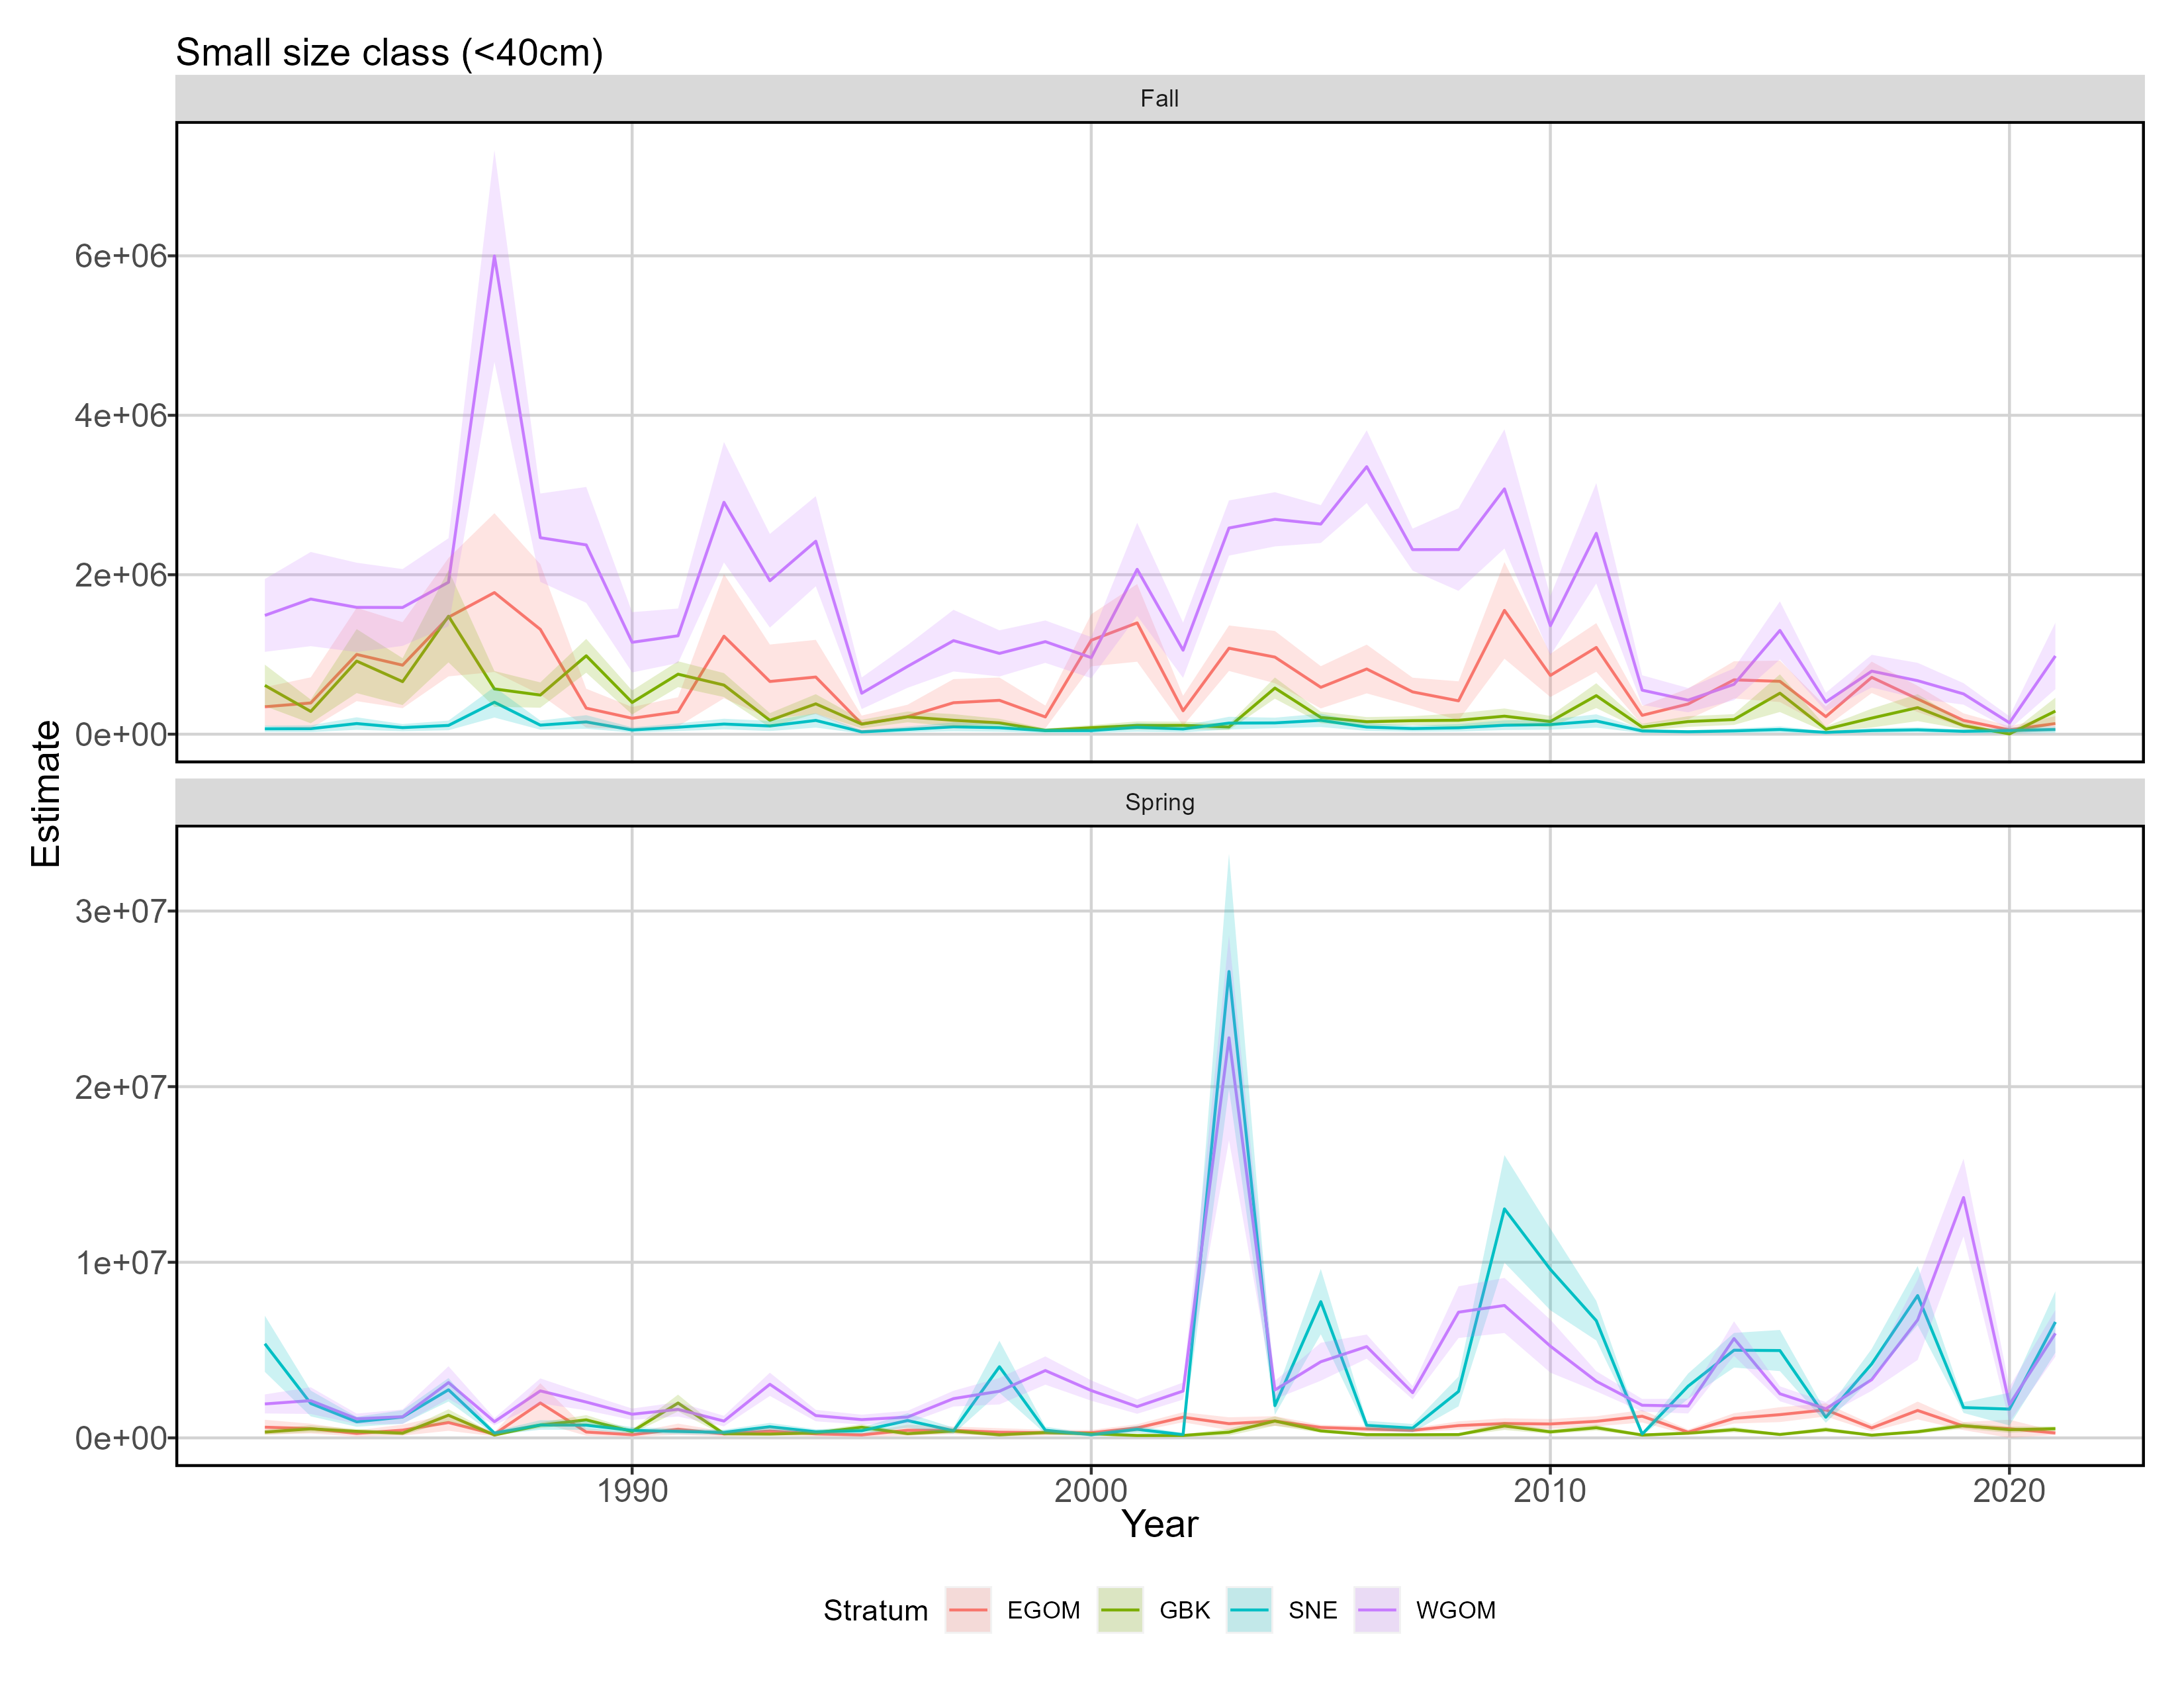 Small size class (<40cm)
Fall
6e+06
4e+06
2e+06
0e+00
Estimate
Spring
3e+07
2e+07
1e+07
0e+00
1990 2000 2010 2020
Year
Stratum EGOM GBK SNE WGOM